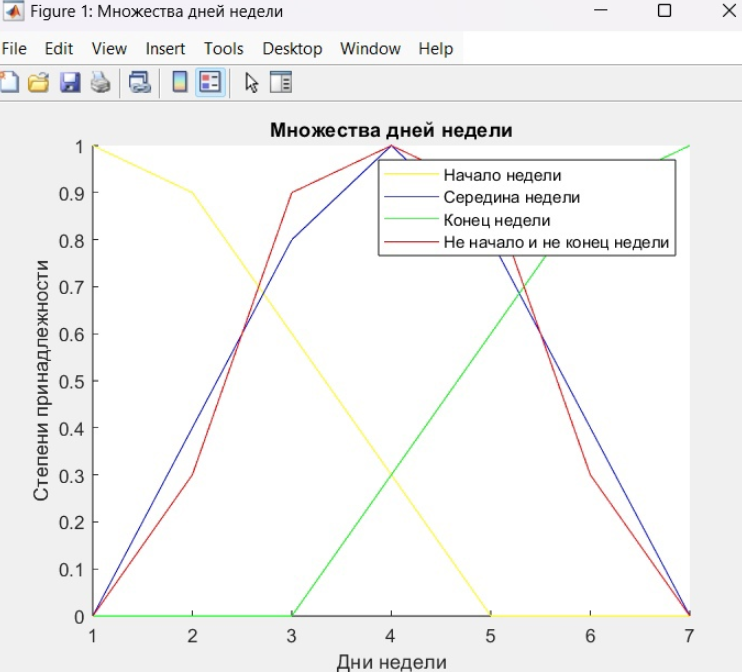 Figure 1: Множества дней недели
File Edit View Insert Tools Desktop Window Help
Множества дней недели
Начало недели
Середина недели
Конец недели
Не начало и не конец недели
Степени принадлежности
1
0.9
0.8
0.7
0.6
0.5
0.4
0.3
0.2
0.1
0
1 2 3 4 5 6 7
Дни недели